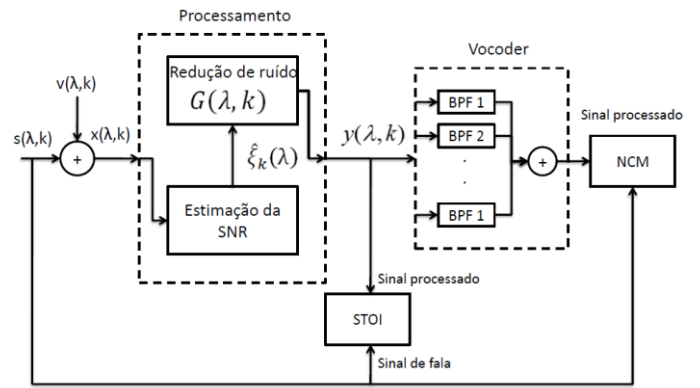 Processamento
Vocoder
Redução de ruído
G(λ, k)
v(λ,k)
s(λ,k)
x(λ,k)
+
ξ̂ₖ(λ)
Estimação da
SNR
y(λ, k)
BPF 1
BPF 2
.
.
BPF 1
+
Sinal processado
NCM
Sinal processado
STOI
Sinal de fala